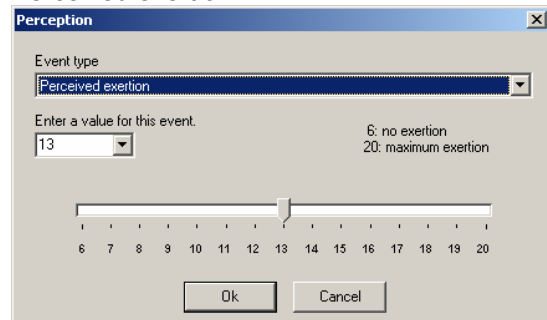 Perception
Event type
Perceived exertion
Enter a value for this event.
13
6: no exertion
20: maximum exertion
6 7 8 9 10 11 12 13 14 15 16 17 18 19 20
Ok Cancel